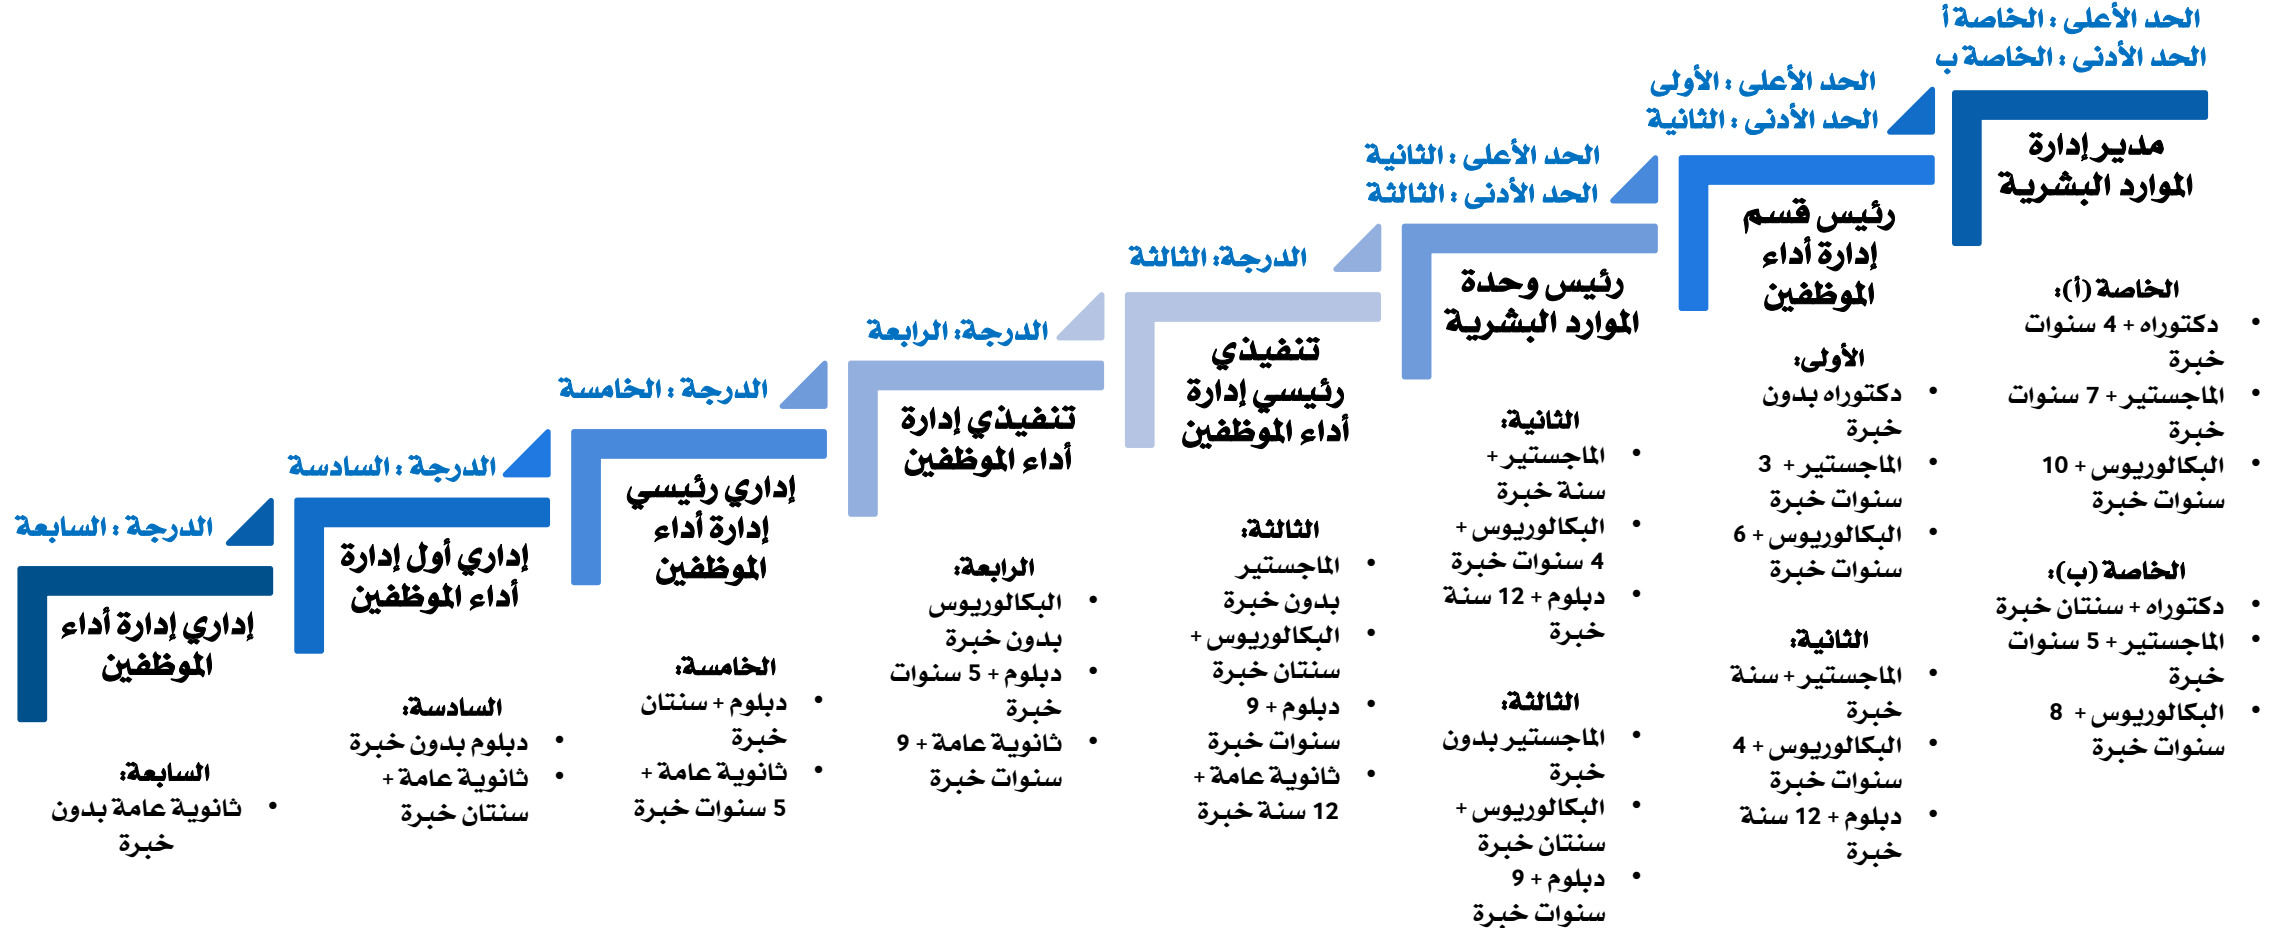 الحد الأعلى : الخاصة أ
الحد الأدنى : الخاصة ب
مدير إدارة
الموارد البشرية
الخاصة (أ):
• دكتوراه + 4 سنوات
خبرة
• الماجستير + 7 سنوات
خبرة
• البكالوريوس + 10
سنوات خبرة
الخاصة (ب):
• دكتوراه + سنتان خبرة
• الماجستير + 5 سنوات
خبرة
• البكالوريوس + 8
سنوات خبرة
الحد الأعلى : الأولى
الحد الأدنى : الثانية
رئيس قسم
إدارة أداء
الموظفين
الأولى:
• دكتوراه بدون
خبرة
• الماجستير + 3
سنوات خبرة
• البكالوريوس + 6
سنوات خبرة
الثانية:
• الماجستير + سنة
خبرة
• البكالوريوس + 4
سنوات خبرة
• دبلوم + 12 سنة
خبرة
الحد الأعلى : الثانية
الحد الأدنى : الثالثة
رئيس وحدة
الموارد البشرية
الثانية:
• الماجستير +
سنة خبرة
• البكالوريوس +
4 سنوات خبرة
• دبلوم + 12 سنة
خبرة
الثالثة:
• الماجستير بدون
خبرة
• البكالوريوس +
سنتان خبرة
• دبلوم + 9
سنوات خبرة
الدرجة: الثالثة
تنفيذي
رئيسي إدارة
أداء الموظفين
الثالثة:
• الماجستير
بدون خبرة
• البكالوريوس +
سنتان خبرة
• دبلوم + 9
سنوات خبرة
• ثانوية عامة +
12 سنة خبرة
الدرجة: الرابعة
تنفيذي إدارة
أداء الموظفين
الرابعة:
• البكالوريوس
بدون خبرة
• دبلوم + 5 سنوات
خبرة
• ثانوية عامة + 9
سنوات خبرة
الدرجة : الخامسة
إداري رئيسي
إدارة أداء
الموظفين
الخامسة:
• دبلوم + سنتان
خبرة
• ثانوية عامة +
5 سنوات خبرة
الدرجة : السادسة
إداري أول إدارة
أداء الموظفين
السادسة:
• دبلوم بدون خبرة
• ثانوية عامة +
سنتان خبرة
الدرجة : السابعة
إداري إدارة أداء
الموظفين
السابعة:
• ثانوية عامة بدون
خبرة